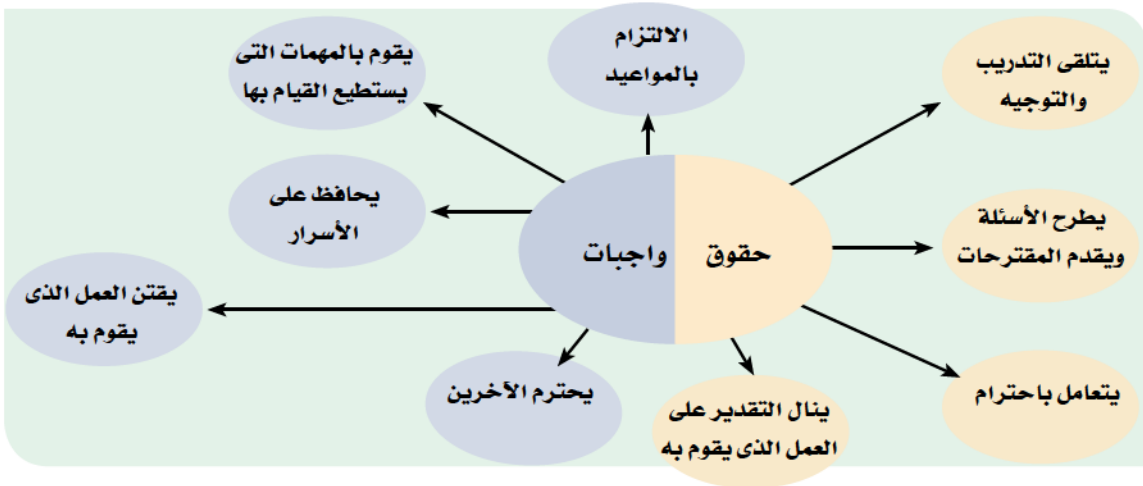 يتلقى التدريب
والتوجيه
الالتزام
بالمواعيد
يقوم بالمهمات التى
يستطيع القيام بها
يطرح الأسئلة
ويقدم المقترحات
يحافظ على
الأسرار
حقوق
واجبات
يقتن العمل الذى
يقوم به
يتعامل باحترام
ينال التقدير على
العمل الذى يقوم به
يحترم الآخرين